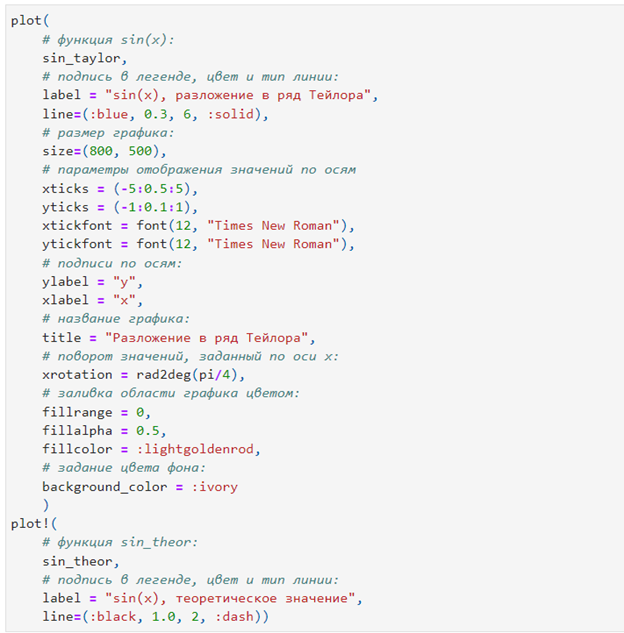 plot(
    # функция sin(x):
    sin_taylor,
    # подпись в легенде, цвет и тип линии:
    label = "sin(x), разложение в ряд Тейлора",
    line=(:blue, 0.3, 6, :solid),
    # размер графика:
    size=(800, 500),
    # параметры отображения значений по осям
    xticks = (-5:0.5:5),
    yticks = (-1:0.1:1),
    xtickfont = font(12, "Times New Roman"),
    ytickfont = font(12, "Times New Roman"),
    # подписи по осям:
    ylabel = "y",
    xlabel = "x",
    # название графика:
    title = "Разложение в ряд Тейлора",
    # поворот значений, заданный по оси x:
    xrotation = rad2deg(pi/4),
    # заливка области графика цветом:
    fillrange = 0,
    fillalpha = 0.5,
    fillcolor = :lightgoldenrod,
    # задание цвета фона:
    background_color = :ivory
    )
plot!(
    # функция sin_theor:
    sin_theor,
    # подпись в легенде, цвет и тип линии:
    label = "sin(x), теоретическое значение",
    line=(:black, 1.0, 2, :dash))